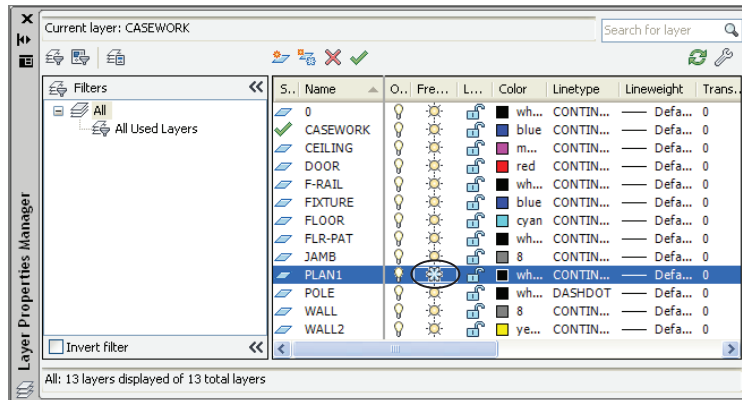 Current layer: CASEWORK
Search for layer
Filters
All
All Used Layers
Invert filter
S.. Name O.. Fre... L... Color Linetype Lineweight Trans..
0 wh... CONTIN... Defa... 0
CASEWORK blue CONTIN... Defa... 0
CEILING m... CONTIN... Defa... 0
DOOR red CONTIN... Defa... 0
F-RAIL wh... CONTIN... Defa... 0
FIXTURE blue CONTIN... Defa... 0
FLOOR cyan CONTIN... Defa... 0
FLR-PAT wh... CONTIN... Defa... 0
JAMB 8 CONTIN... Defa... 0
PLAN1 wh... CONTIN... Defa... 0
POLE wh... DASHDOT Defa... 0
WALL 8 CONTIN... Defa... 0
WALL2 ye... CONTIN... Defa... 0
All: 13 layers displayed of 13 total layers
Layer Properties Manager